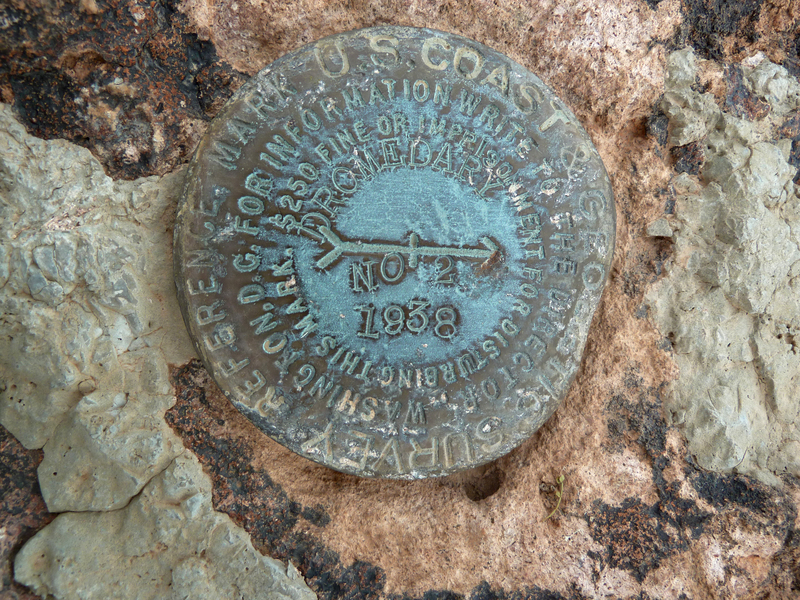 U.S. COAST & GEODETIC SURVEY REFERENCE MARK
FOR INFORMATION WRITE TO THE DIRECTOR, WASHINGTON, D.C.
$250 FINE OR IMPRISONMENT FOR DISTURBING THIS MARK.
DROMEDARY
NO 2
1938